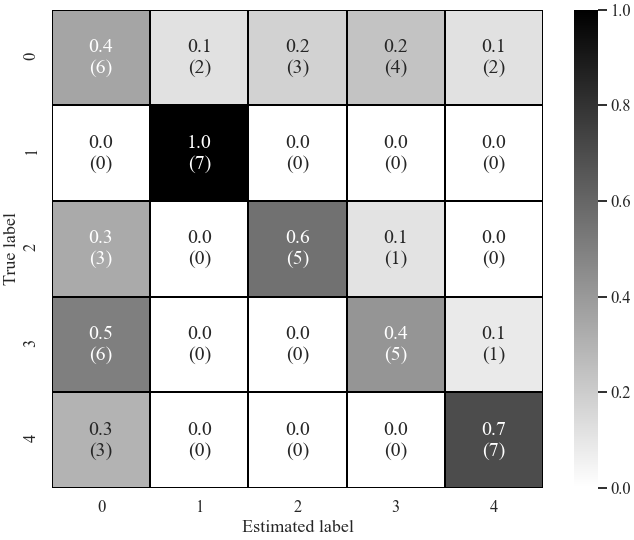 0.4 0.1 0.2 0.2 0.1
(6) (2) (3) (4) (2)
0.0 1.0 0.0 0.0 0.0
(0) (7) (0) (0) (0)
0.3 0.0 0.6 0.1 0.0
(3) (0) (5) (1) (0)
0.5 0.0 0.0 0.4 0.1
(6) (0) (0) (5) (1)
0.3 0.0 0.0 0.0 0.7
(3) (0) (0) (0) (7)
0
1
2
3
4
True label
0 1 2 3 4
Estimated label
1.0
0.8
0.6
0.4
0.2
0.0